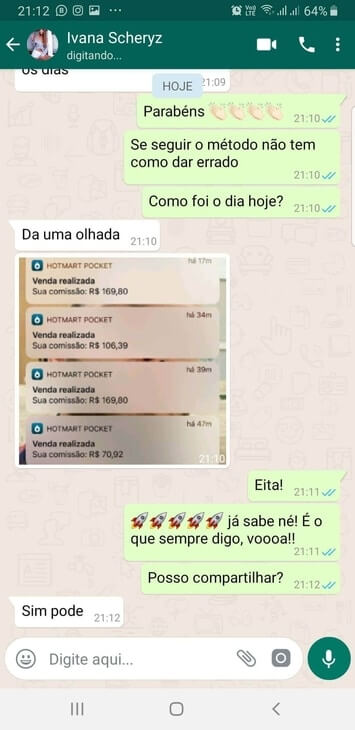 21:12 64%
Ivana Scheryz
digitando...
os dias
21:09
HOJE
Parabéns 👏🏻👏🏻👏🏻👏🏻
21:10
Se seguir o método não tem
como dar errado
21:10
Como foi o dia hoje?
21:10
Da uma olhada
21:10
HOTMART POCKET há 17m
Venda realizada
Sua comissão: R$ 169,80
HOTMART POCKET há 34m
Venda realizada
Sua comissão: R$ 106,39
HOTMART POCKET há 39m
Venda realizada
Sua comissão: R$ 169,80
HOTMART POCKET há 47m
Venda realizada
Sua comissão: R$ 70,92
21:10
Eita!
21:11
🚀🚀🚀🚀🚀 já sabe né! É o
que sempre digo, voooa!!
21:11
Posso compartilhar?
21:12
Sim pode
21:12
Digite aqui...